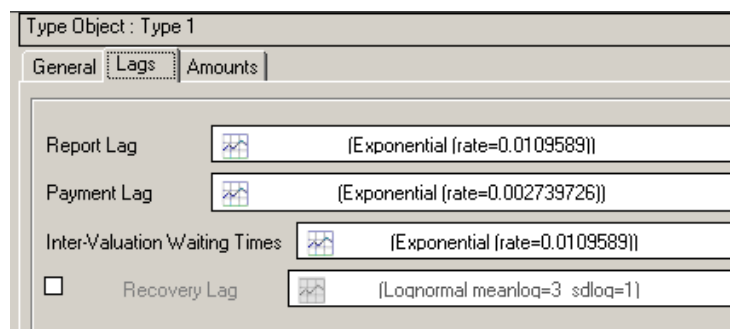 Type Object : Type 1
General Lags Amounts
Report Lag (Exponential (rate=0.0109589))
Payment Lag (Exponential (rate=0.002739726))
Inter-Valuation Waiting Times (Exponential (rate=0.0109589))
Recovery Lag (Lognormal meanlog=3 sdlog=1)